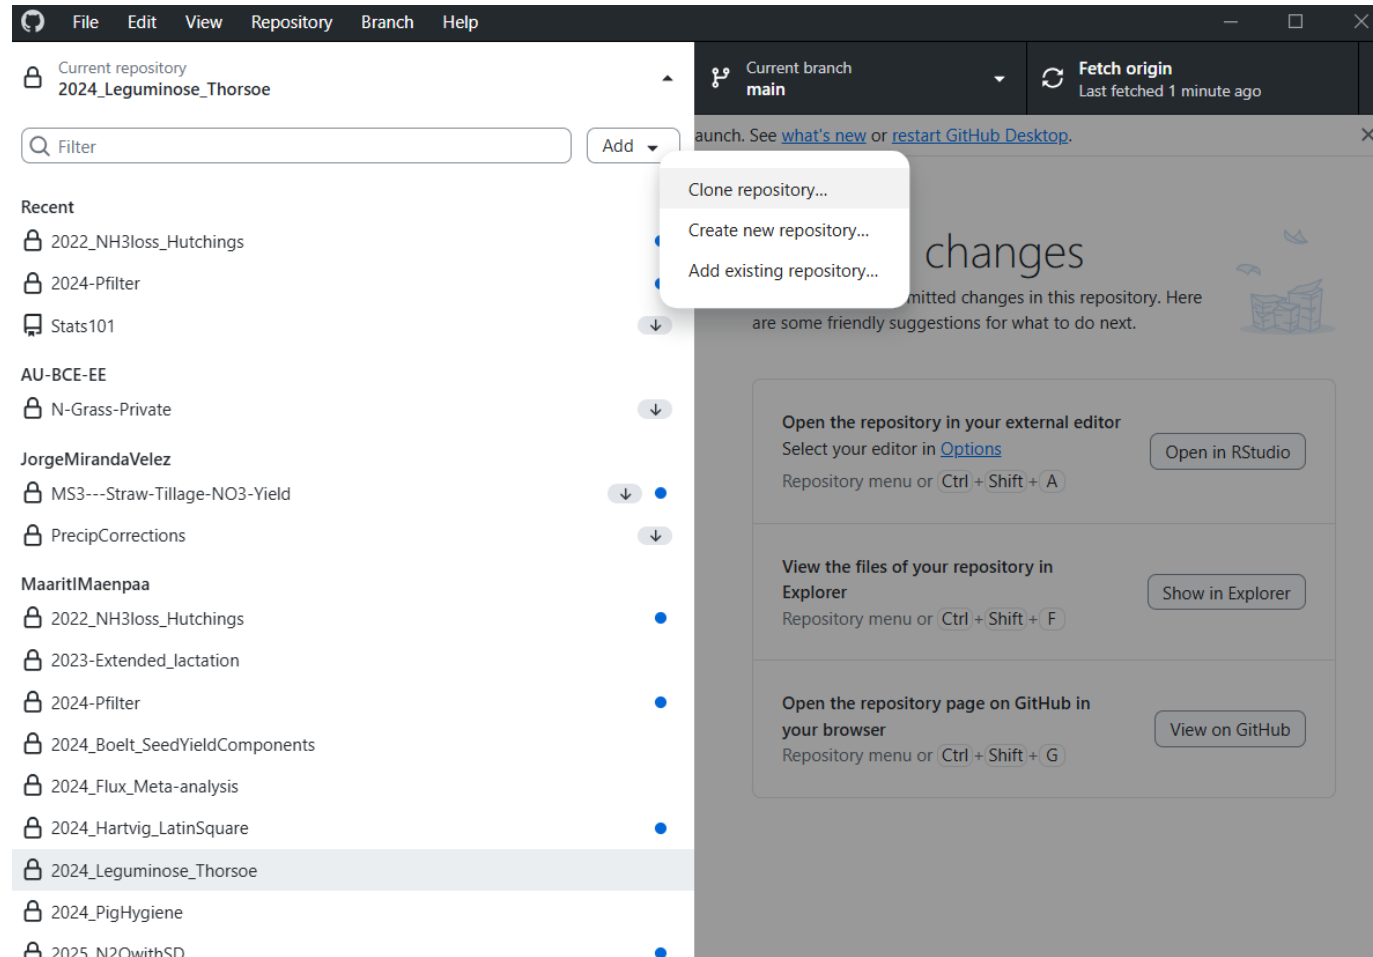 File Edit View Repository Branch Help
Current repository
2024_Leguminose_Thorsoe
Current branch
main
Fetch origin
Last fetched 1 minute ago
Filter
Add
aunch. See what's new or restart GitHub Desktop.
Clone repository...
Create new repository...
Add existing repository...
Recent
2022_NH3loss_Hutchings
2024-Pfilter
Stats101
AU-BCE-EE
N-Grass-Private
JorgeMirandaVelez
MS3---Straw-Tillage-NO3-Yield
PrecipCorrections
MaaritIMaenpaa
2022_NH3loss_Hutchings
2023-Extended_lactation
2024-Pfilter
2024_Boelt_SeedYieldComponents
2024_Flux_Meta-analysis
2024_Hartvig_LatinSquare
2024_Leguminose_Thorsoe
2024_PigHygiene
2025_N2OwithSD
changes
mitted changes in this repository. Here
are some friendly suggestions for what to do next.
Open the repository in your external editor
Select your editor in Options
Repository menu or Ctrl + Shift + A
Open in RStudio
View the files of your repository in
Explorer
Repository menu or Ctrl + Shift + F
Show in Explorer
Open the repository page on GitHub in
your browser
Repository menu or Ctrl + Shift + G
View on GitHub